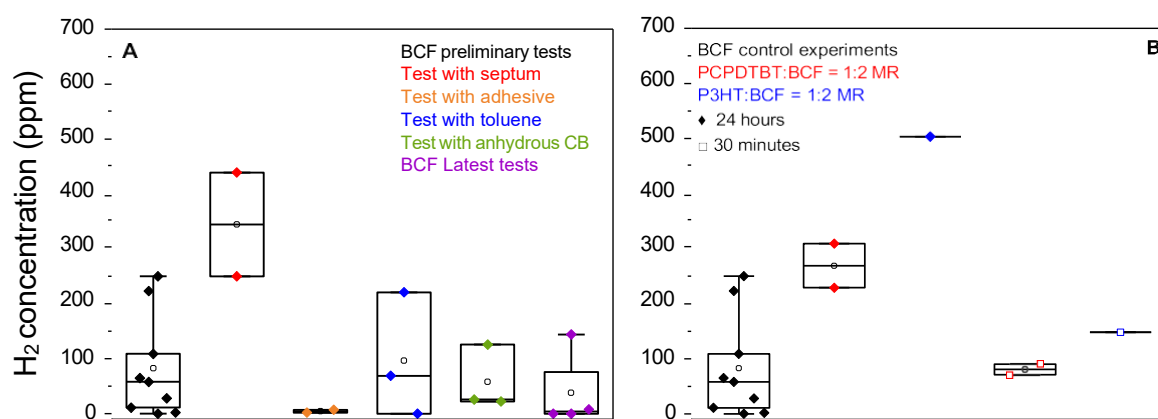 H2 concentration (ppm)
700
600
500
400
300
200
100
0
A
BCF preliminary tests
Test with septum
Test with adhesive
Test with toluene
Test with anhydrous CB
BCF Latest tests
700
600
500
400
300
200
100
0
B
BCF control experiments
PCPDTBT:BCF = 1:2 MR
P3HT:BCF = 1:2 MR
24 hours
30 minutes